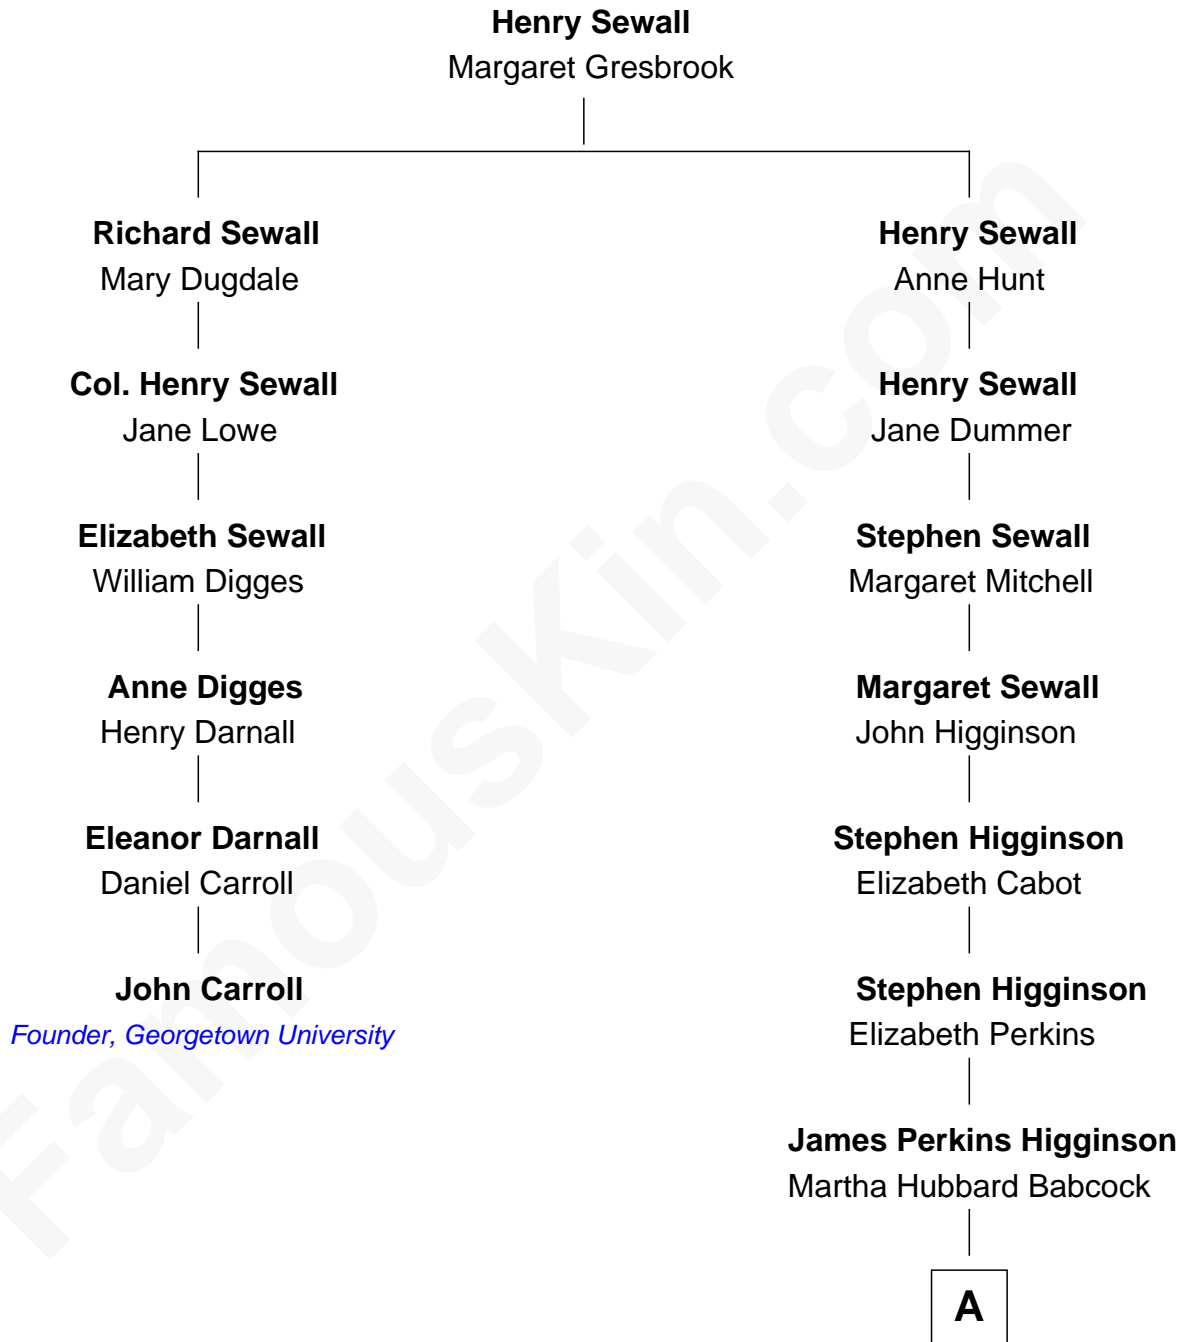 Henry Sewall
Margaret Gresbrook
Richard Sewall
Mary Dugdale
Col. Henry Sewall
Jane Lowe
Elizabeth Sewall
William Digges
Anne Digges
Henry Darnall
Eleanor Darnall
Daniel Carroll
John Carroll
Founder, Georgetown University
Henry Sewall
Anne Hunt
Henry Sewall
Jane Dummer
Stephen Sewall
Margaret Mitchell
Margaret Sewall
John Higginson
Stephen Higginson
Elizabeth Cabot
Stephen Higginson
Elizabeth Perkins
James Perkins Higginson
Martha Hubbard Babcock
A
FamousKin.com